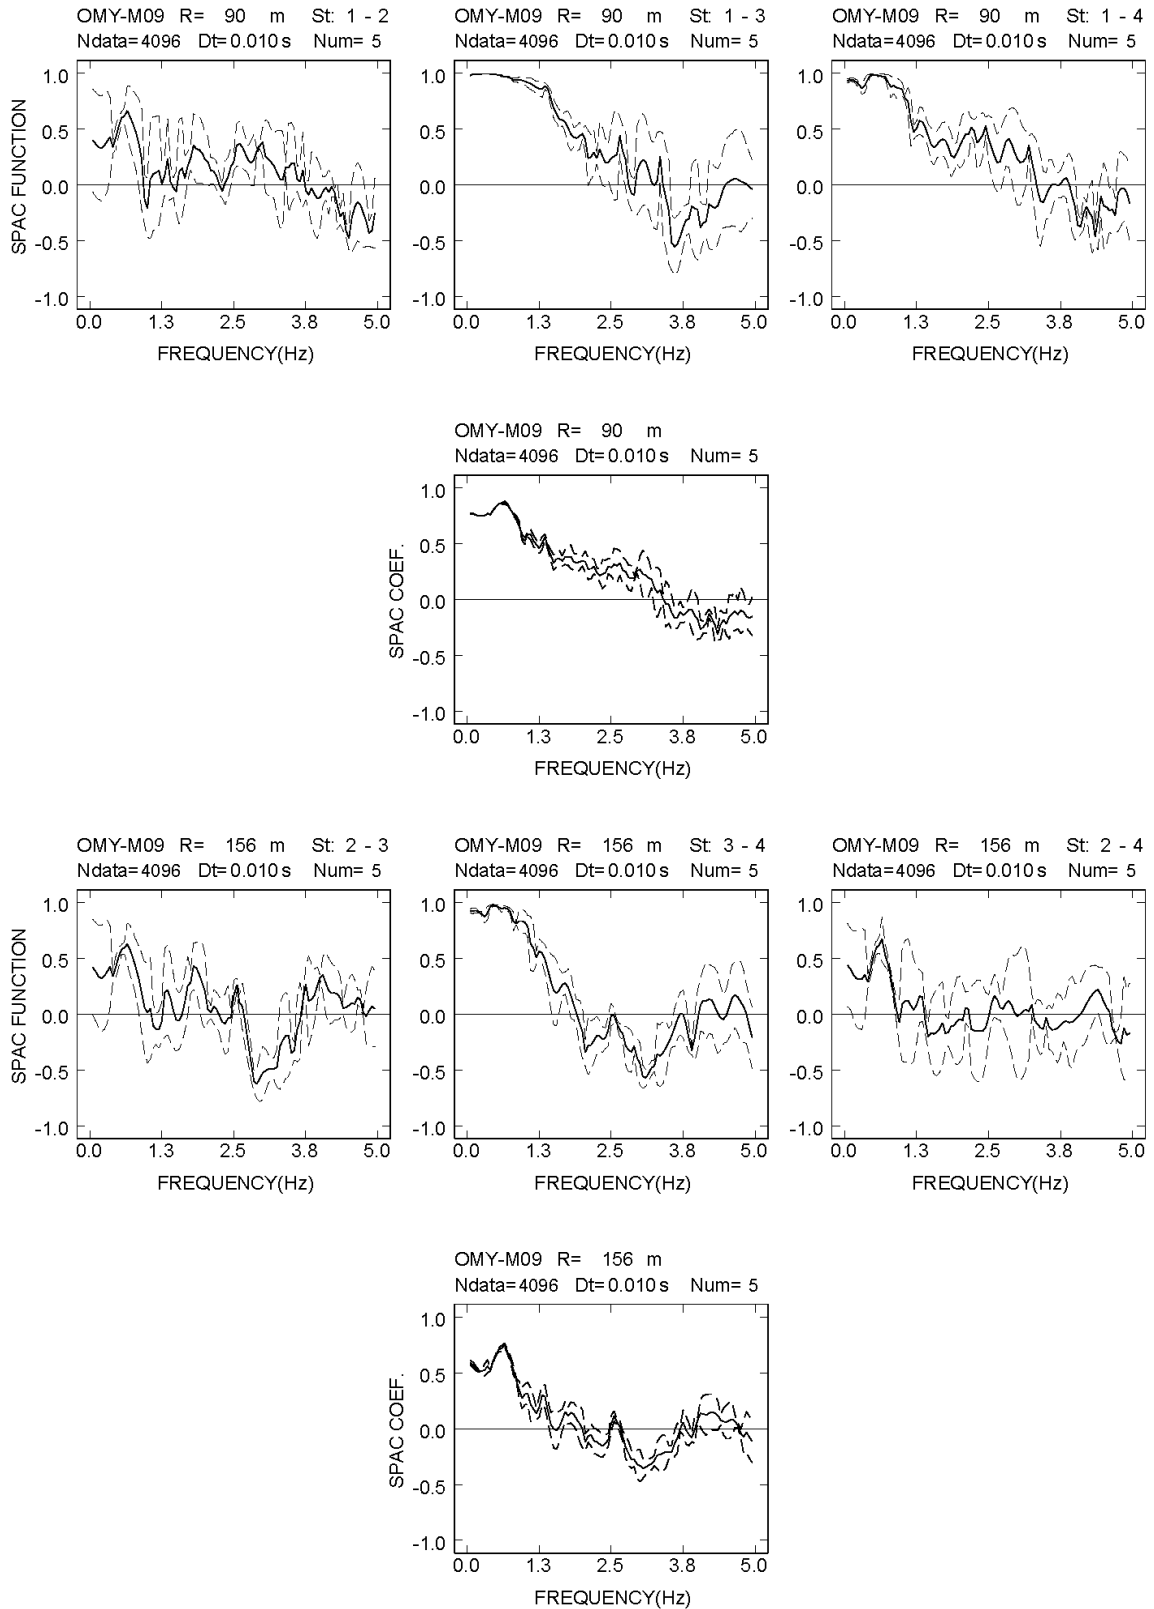 OMY-M09 R= 90 m St: 1 - 2
Ndata=4096 Dt=0.010s Num= 5
OMY-M09 R= 90 m St: 1 - 3
Ndata=4096 Dt=0.010s Num= 5
OMY-M09 R= 90 m St: 1 - 4
Ndata=4096 Dt=0.010s Num= 5
SPAC FUNCTION
1.0
0.5
0.0
-0.5
-1.0
0.0 1.3 2.5 3.8 5.0
FREQUENCY(Hz)
1.0
0.5
0.0
-0.5
-1.0
0.0 1.3 2.5 3.8 5.0
FREQUENCY(Hz)
1.0
0.5
0.0
-0.5
-1.0
0.0 1.3 2.5 3.8 5.0
FREQUENCY(Hz)
OMY-M09 R= 90 m
Ndata=4096 Dt=0.010s Num= 5
SPAC COEF.
1.0
0.5
0.0
-0.5
-1.0
0.0 1.3 2.5 3.8 5.0
FREQUENCY(Hz)
OMY-M09 R= 156 m St: 2 - 3
Ndata=4096 Dt=0.010s Num= 5
OMY-M09 R= 156 m St: 3 - 4
Ndata=4096 Dt=0.010s Num= 5
OMY-M09 R= 156 m St: 2 - 4
Ndata=4096 Dt=0.010s Num= 5
SPAC FUNCTION
1.0
0.5
0.0
-0.5
-1.0
0.0 1.3 2.5 3.8 5.0
FREQUENCY(Hz)
1.0
0.5
0.0
-0.5
-1.0
0.0 1.3 2.5 3.8 5.0
FREQUENCY(Hz)
1.0
0.5
0.0
-0.5
-1.0
0.0 1.3 2.5 3.8 5.0
FREQUENCY(Hz)
OMY-M09 R= 156 m
Ndata=4096 Dt=0.010s Num= 5
SPAC COEF.
1.0
0.5
0.0
-0.5
-1.0
0.0 1.3 2.5 3.8 5.0
FREQUENCY(Hz)